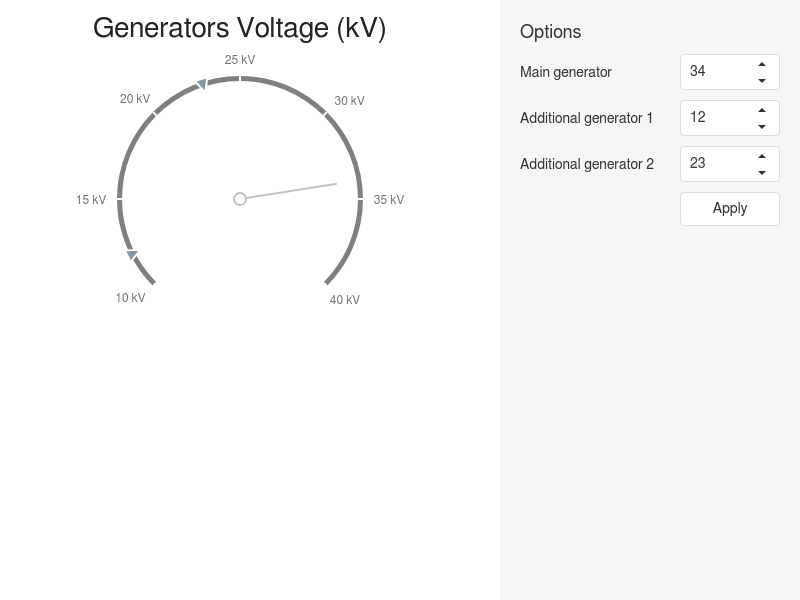 Generators Voltage (kV)
25 kV
20 kV
30 kV
15 kV
35 kV
10 kV
40 kV
Options
Main generator 34
Additional generator 1 12
Additional generator 2 23
Apply